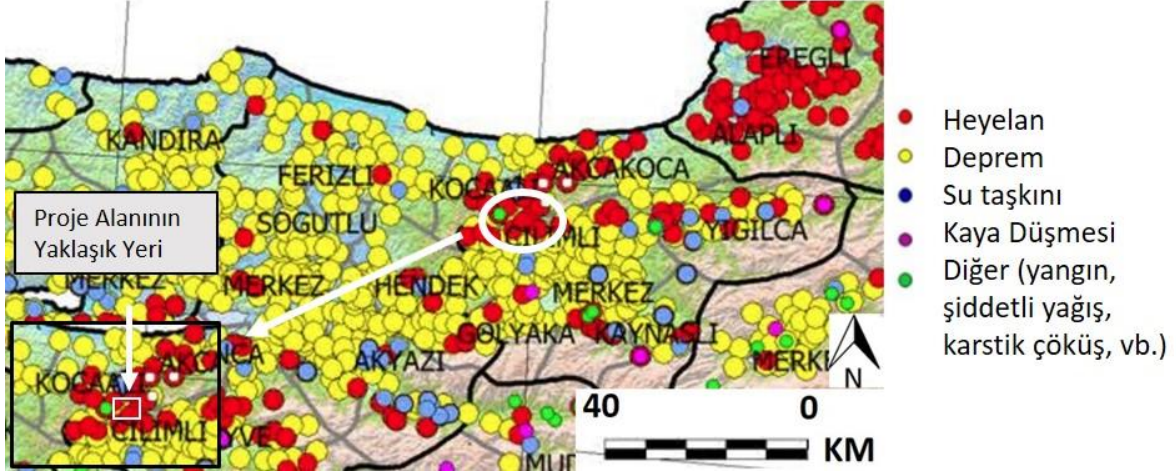 EREGLİ
ALAPLI
KANDIRA
AKCAKOCA
FERIZLI
SOGUTLU
CILIMLI
YIGILCA
Proje Alanının
Yaklaşık Yeri
MERKEZ
MERKEZ
HENDEK
MERKEZ
GOLYAKA
KAYNASLI
AKYAZI
CILIMLI
N
40
0
KM
Heyelan
Deprem
Su taşkını
Kaya Düşmesi
Diğer (yangın,
şiddetli yağış,
karstik çöküş, vb.)